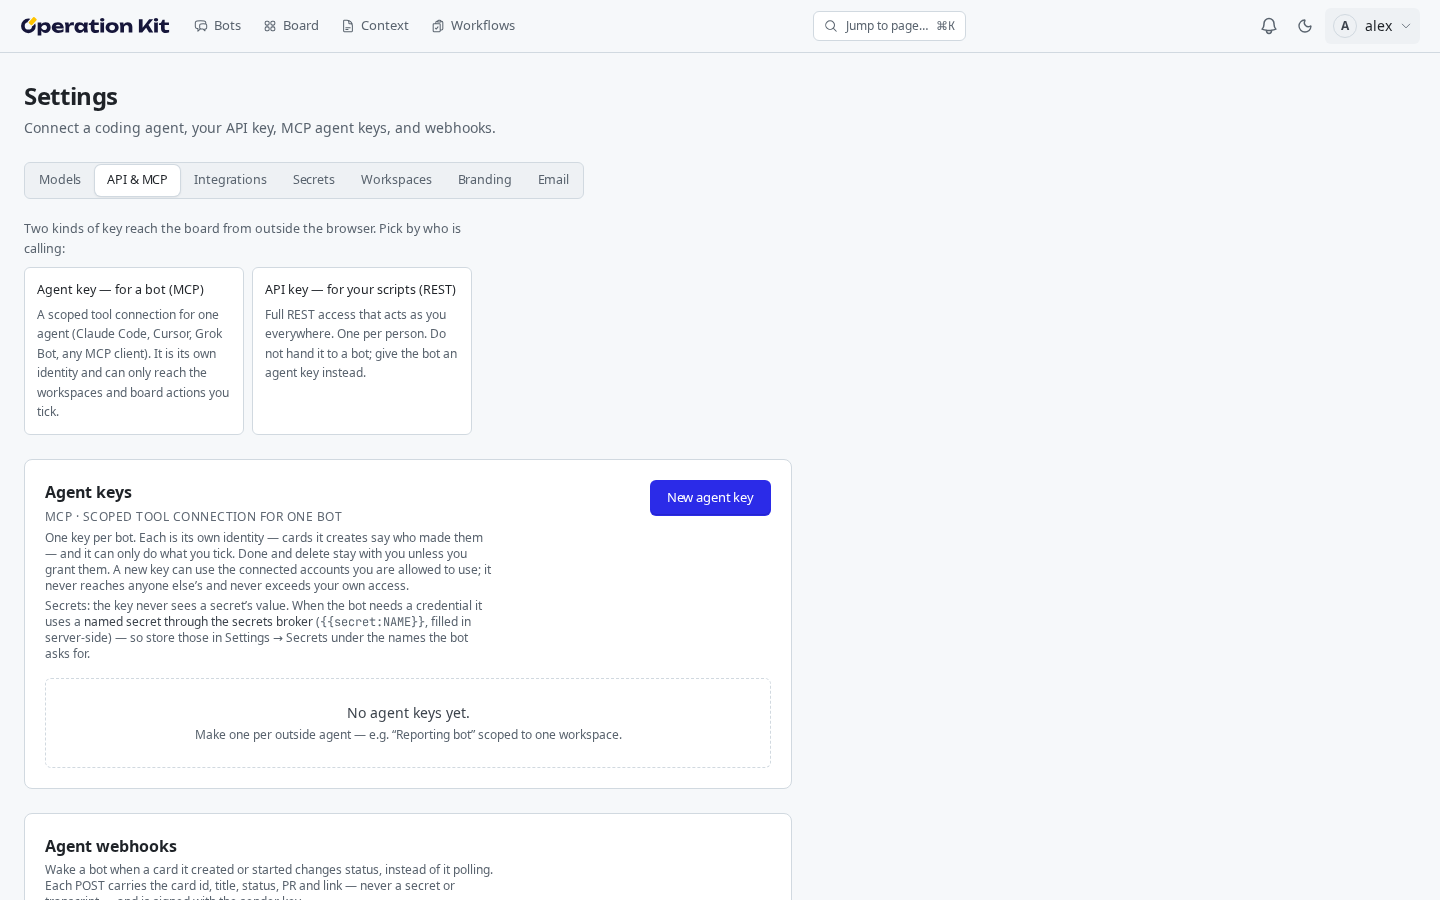 Operation Kit
Bots
Board
Context
Workflows
Jump to page... ⌘K
A
alex
Settings
Connect a coding agent, your API key, MCP agent keys, and webhooks.
Models
API & MCP
Integrations
Secrets
Workspaces
Branding
Email
Two kinds of key reach the board from outside the browser. Pick by who is
calling:
Agent key — for a bot (MCP)
A scoped tool connection for one
agent (Claude Code, Cursor, Grok
Bot, any MCP client). It is its own
identity and can only reach the
workspaces and board actions you
tick.
API key — for your scripts (REST)
Full REST access that acts as you
everywhere. One per person. Do
not hand it to a bot; give the bot an
agent key instead.
Agent keys
New agent key
MCP · SCOPED TOOL CONNECTION FOR ONE BOT
One key per bot. Each is its own identity — cards it creates say who made them
— and it can only do what you tick. Done and delete stay with you unless you
grant them. A new key can use the connected accounts you are allowed to use; it
never reaches anyone else’s and never exceeds your own access.
Secrets: the key never sees a secret’s value. When the bot needs a credential it
uses a named secret through the secrets broker ({{secret:NAME}}, filled in
server-side) — so store those in Settings → Secrets under the names the bot
asks for.
No agent keys yet.
Make one per outside agent — e.g. “Reporting bot” scoped to one workspace.
Agent webhooks
Wake a bot when a card it created or started changes status, instead of it polling.
Each POST carries the card id, title, status, PR and link — never a secret or